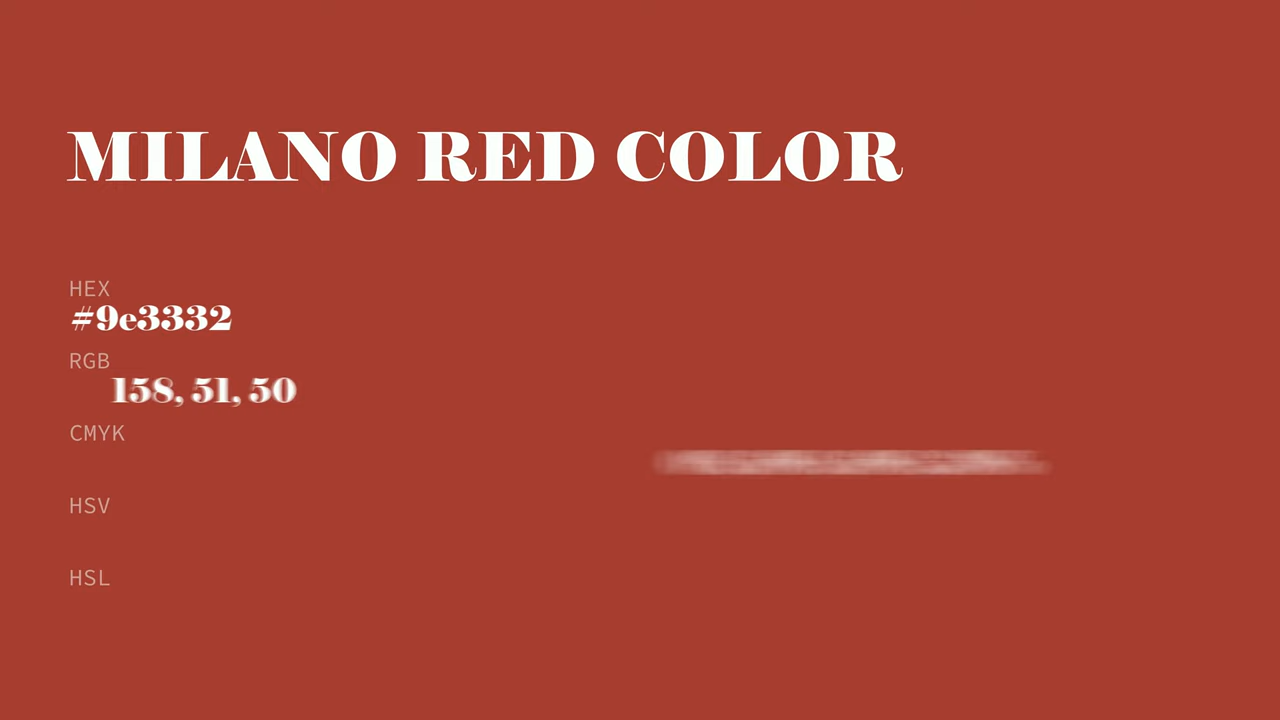 MILANO RED COLOR
HEX
#9e3332
RGB
158, 51, 50
CMYK
HSV
HSL